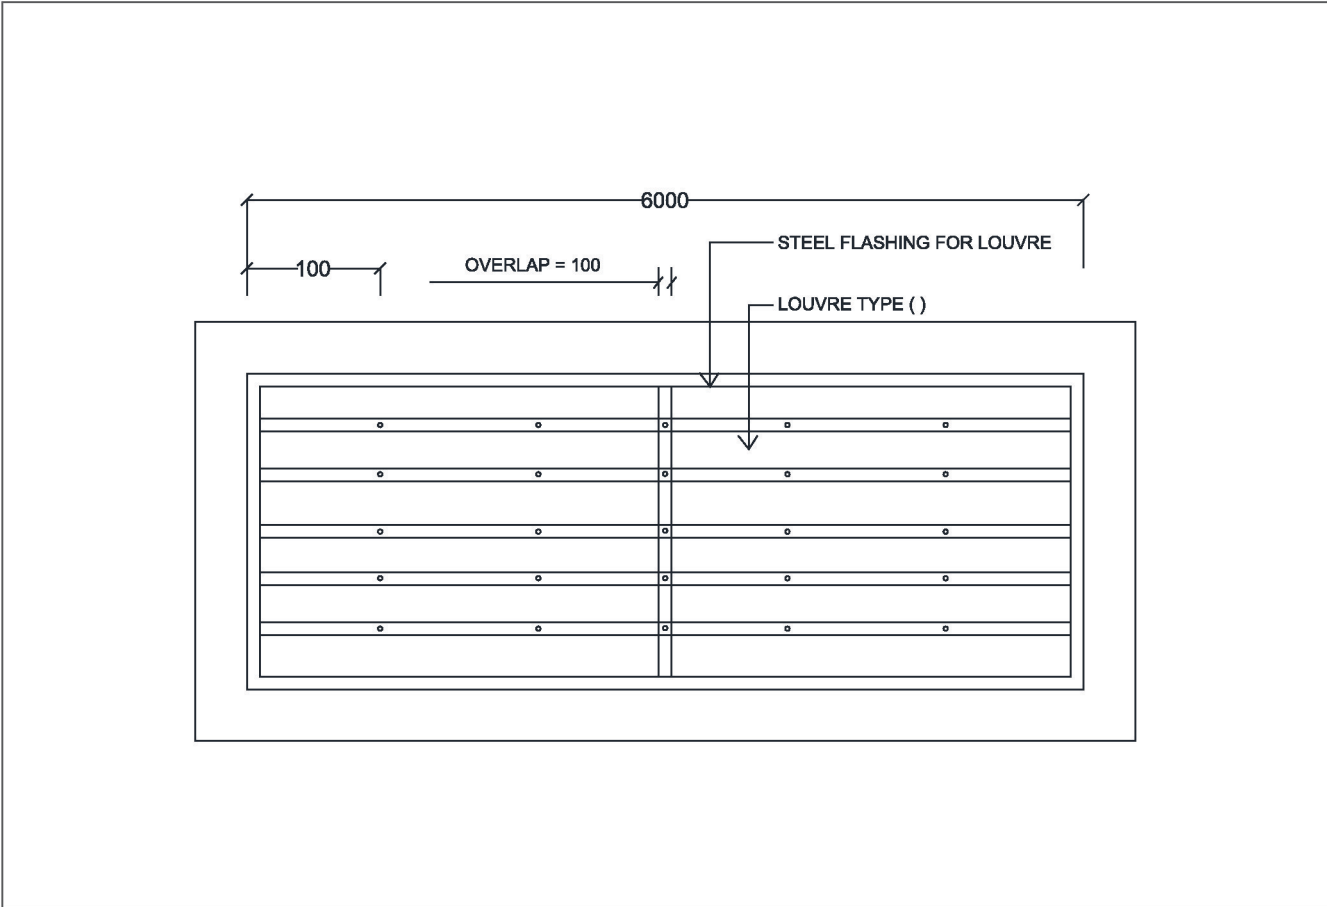 6000
STEEL FLASHING FOR LOUVRE
OVERLAP = 100
100
LOUVRE TYPE ( )